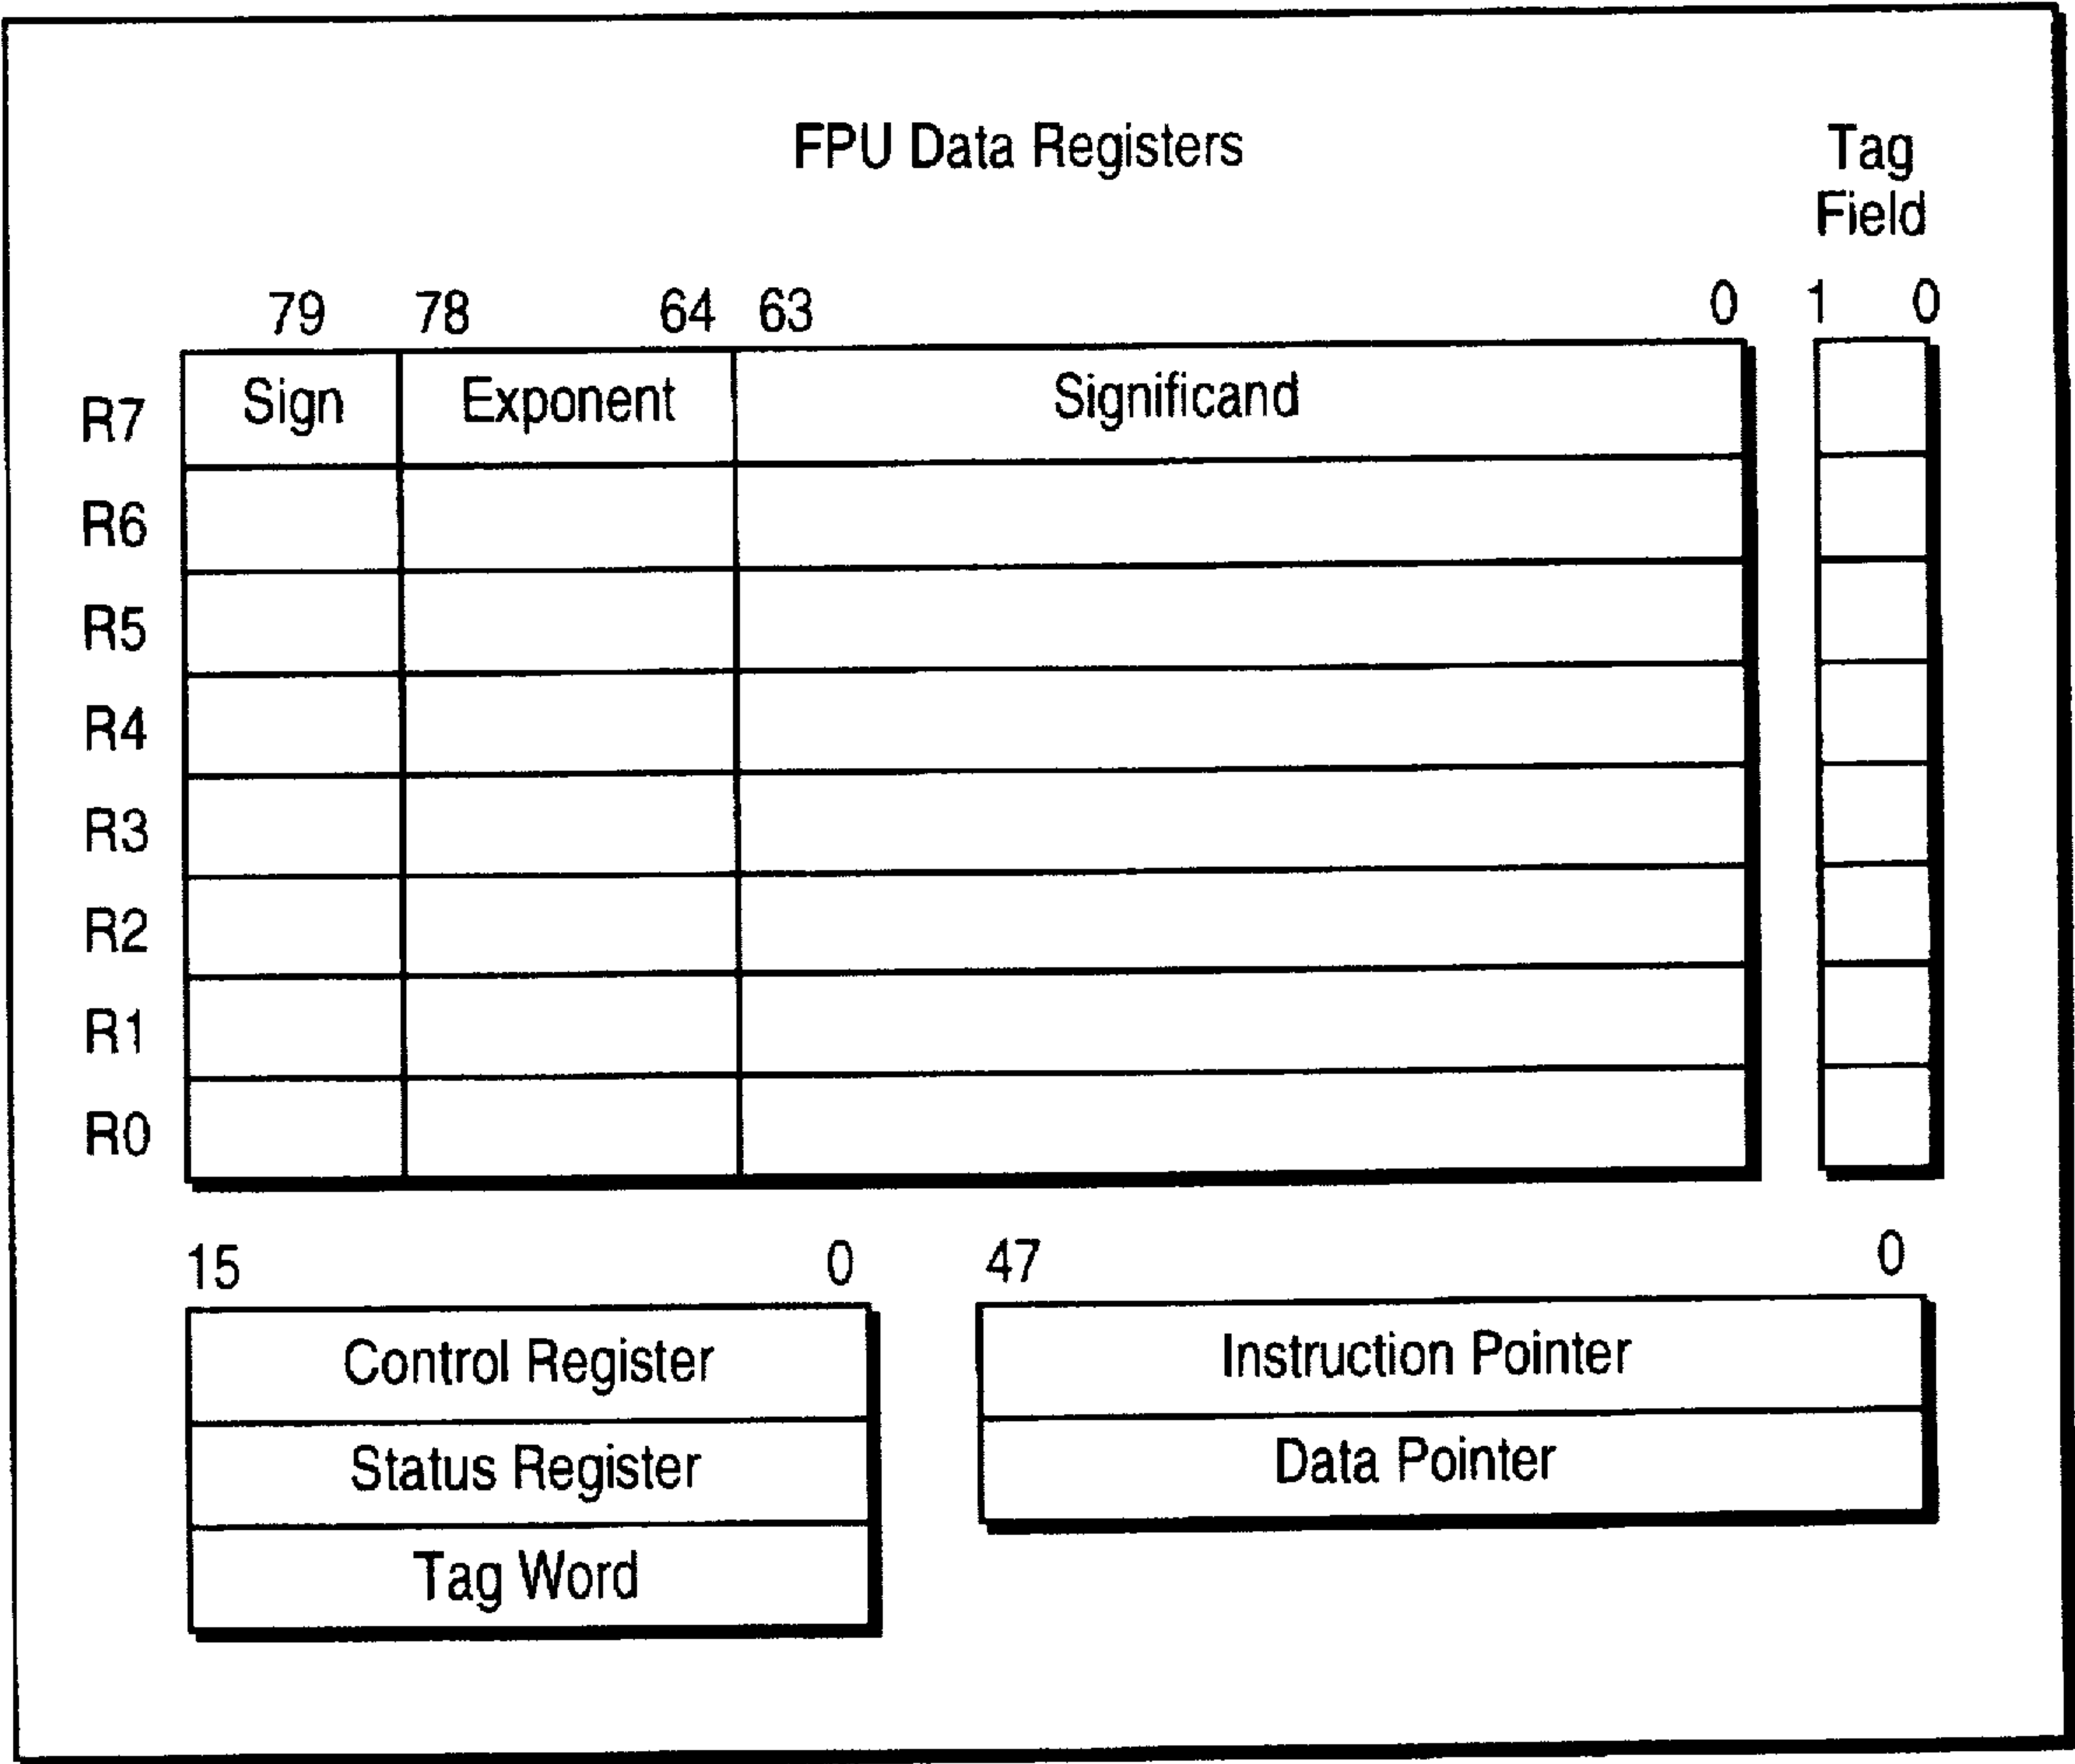 FPU Data Registers
Tag
Field
79 78 64 63 0 1 0
R7 Sign Exponent Significand
R6
R5
R4
R3
R2
R1
R0
15 0 47 0
Control Register Instruction Pointer
Status Register Data Pointer
Tag Word